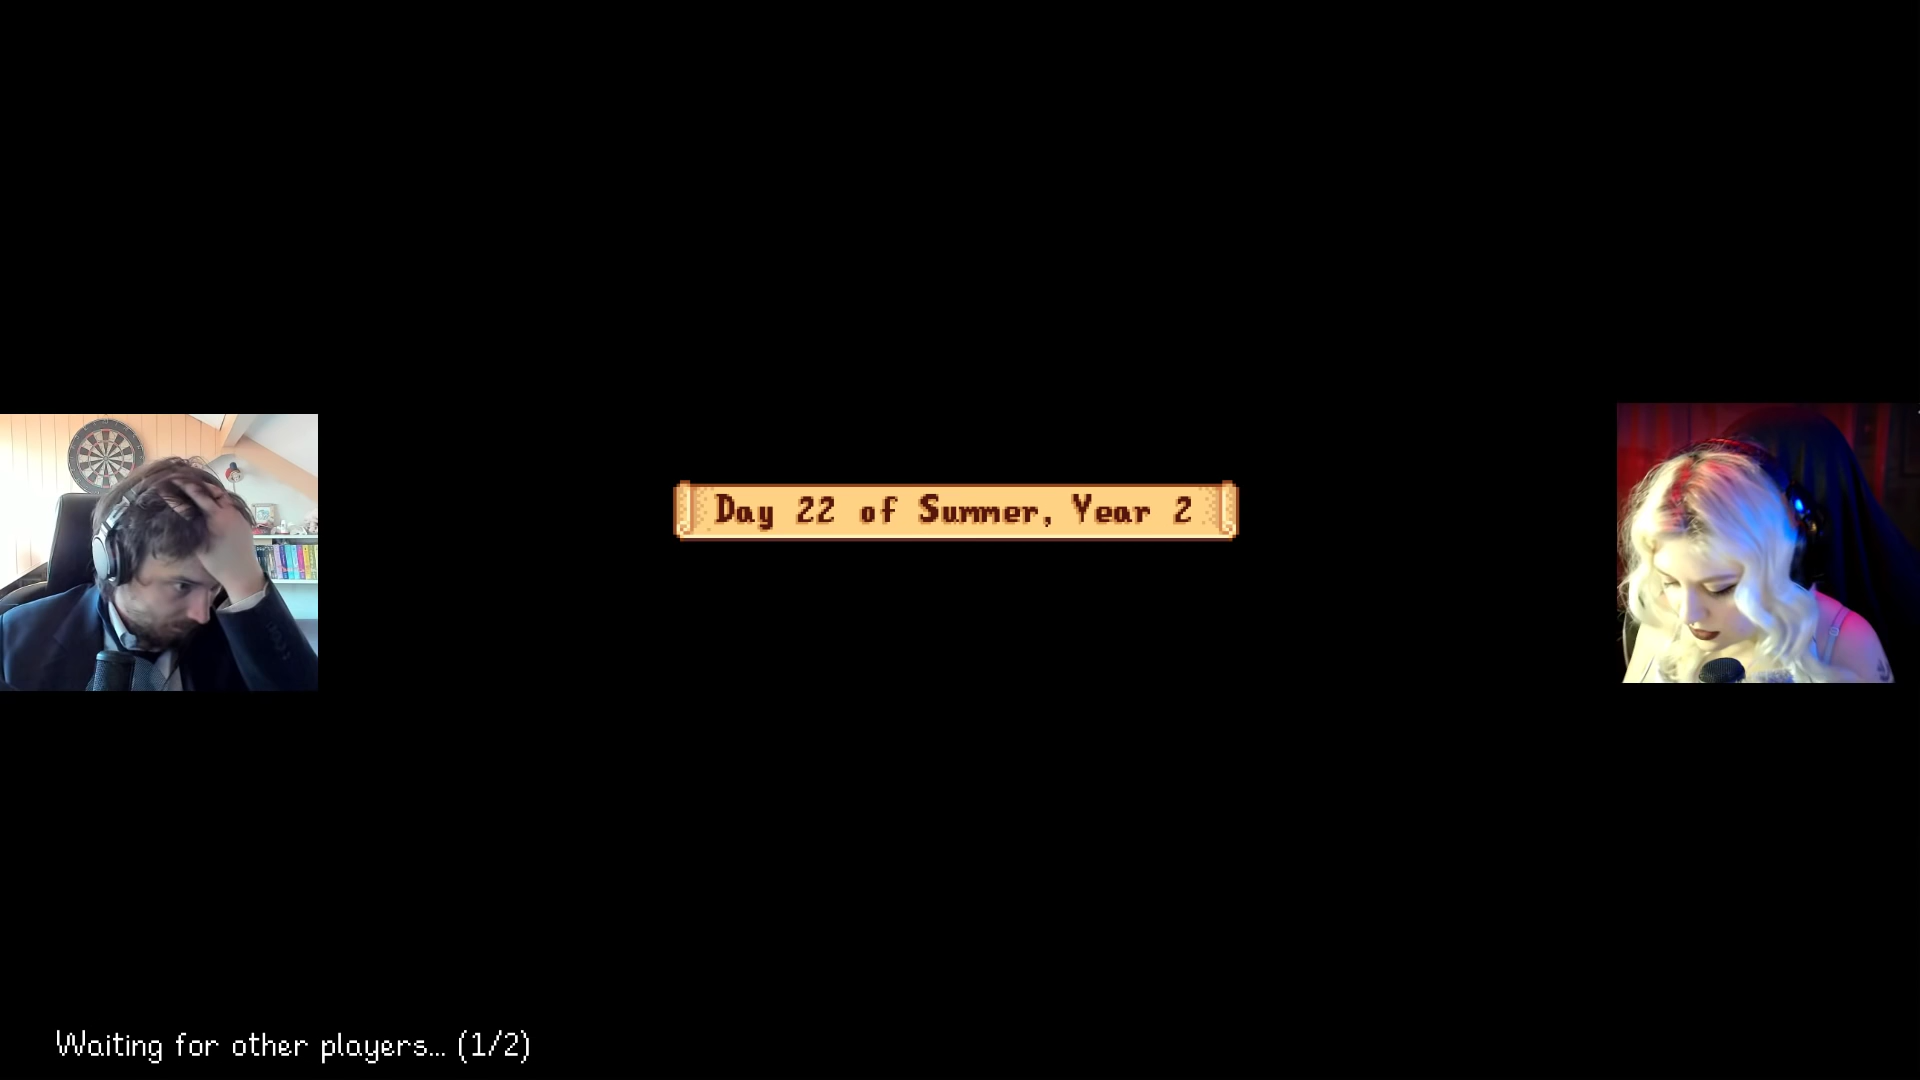 Day 22 of Summer, Year 2
Waiting for other players... (1/2)